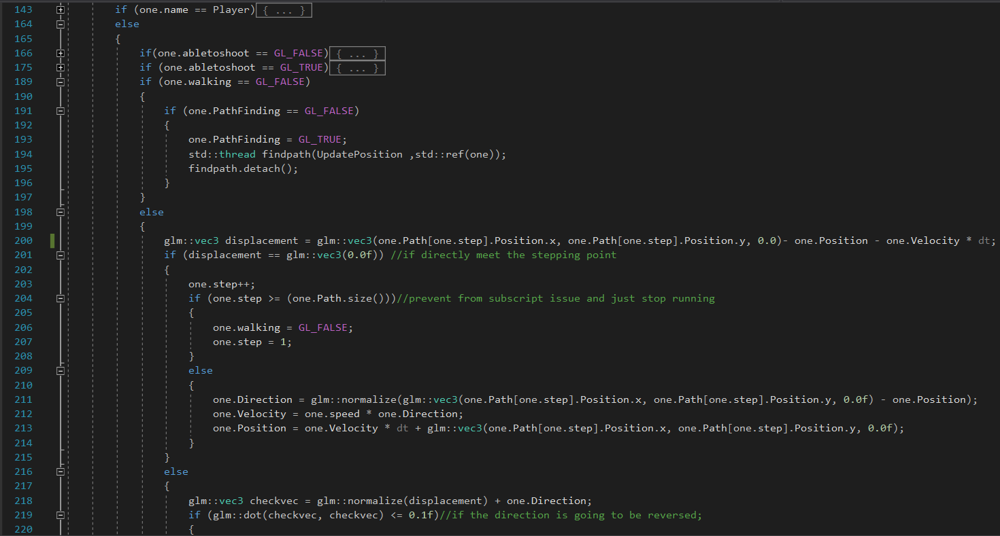 143 if (one.name == Player) { ... }
164 else
165 {
166 if(one.abletoshoot == GL_FALSE) { ... }
175 if (one.abletoshoot == GL_TRUE) { ... }
189 if (one.walking == GL_FALSE)
190 {
191 if (one.PathFinding == GL_FALSE)
192 {
193 one.PathFinding = GL_TRUE;
194 std::thread findpath(UpdatePosition ,std::ref(one));
195 findpath.detach();
196 }
197 }
198 else
199 {
200 glm::vec3 displacement = glm::vec3(one.Path[one.step].Position.x, one.Path[one.step].Position.y, 0.0)- one.Position - one.Velocity * dt;
201 if (displacement == glm::vec3(0.0f)) //if directly meet the stepping point
202 {
203 one.step++;
204 if (one.step >= (one.Path.size()))//prevent from subscript issue and just stop running
205 {
206 one.walking = GL_FALSE;
207 one.step = 1;
208 }
209 else
210 {
211 one.Direction = glm::normalize(glm::vec3(one.Path[one.step].Position.x, one.Path[one.step].Position.y, 0.0f) - one.Position);
212 one.Velocity = one.speed * one.Direction;
213 one.Position = one.Velocity * dt + glm::vec3(one.Path[one.step].Position.x, one.Path[one.step].Position.y, 0.0f);
214 }
215 }
216 else
217 {
218 glm::vec3 checkvec = glm::normalize(displacement) + one.Direction;
219 if (glm::dot(checkvec, checkvec) <= 0.1f)//if the direction is going to be reversed;
220 {